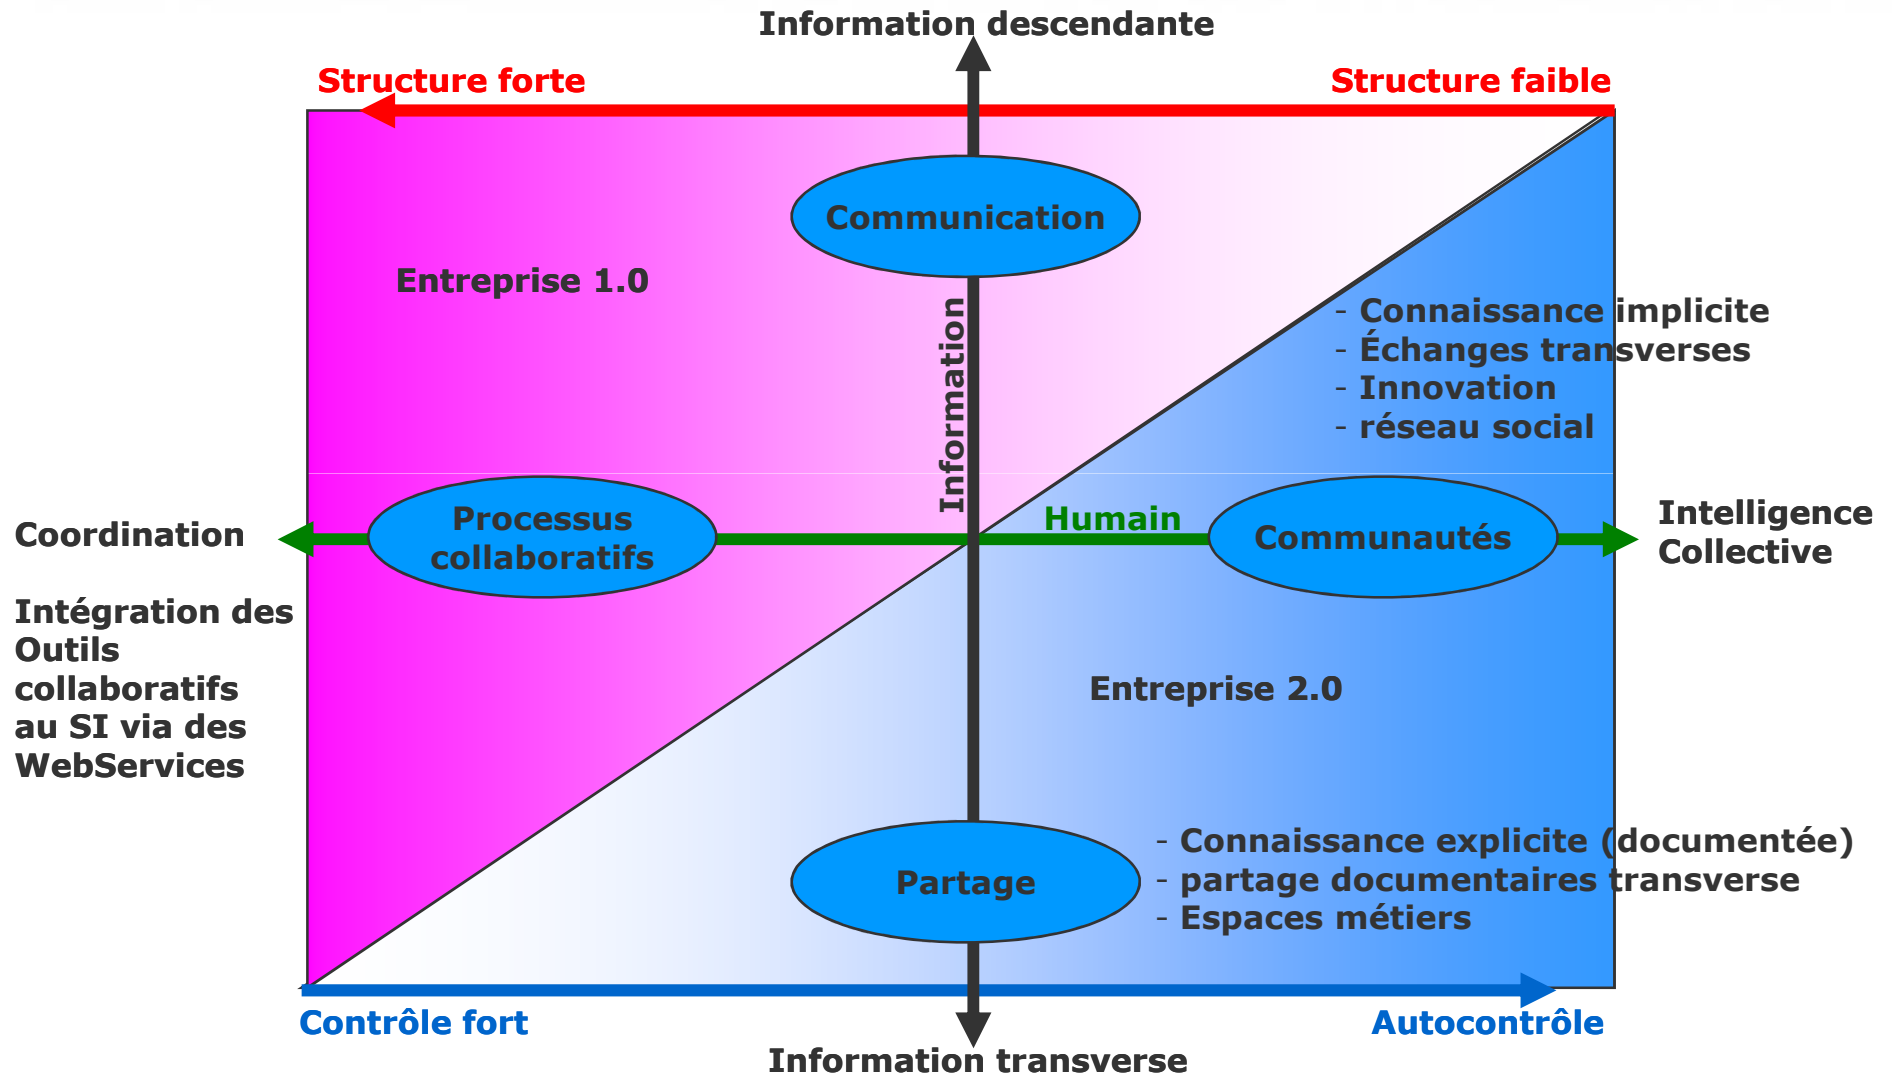 Information descendante
Structure forte
Structure faible
Communication
Entreprise 1.0
Information
- Connaissance implicite
- Échanges transverses
- Innovation
- réseau social
Coordination
Processus
collaboratifs
Humain
Communautés
Intelligence
Collective
Intégration des
Outils
collaboratifs
au SI via des
WebServices
Entreprise 2.0
Partage
- Connaissance explicite (documentée)
- partage documentaires transverse
- Espaces métiers
Contrôle fort
Autocontrôle
Information transverse